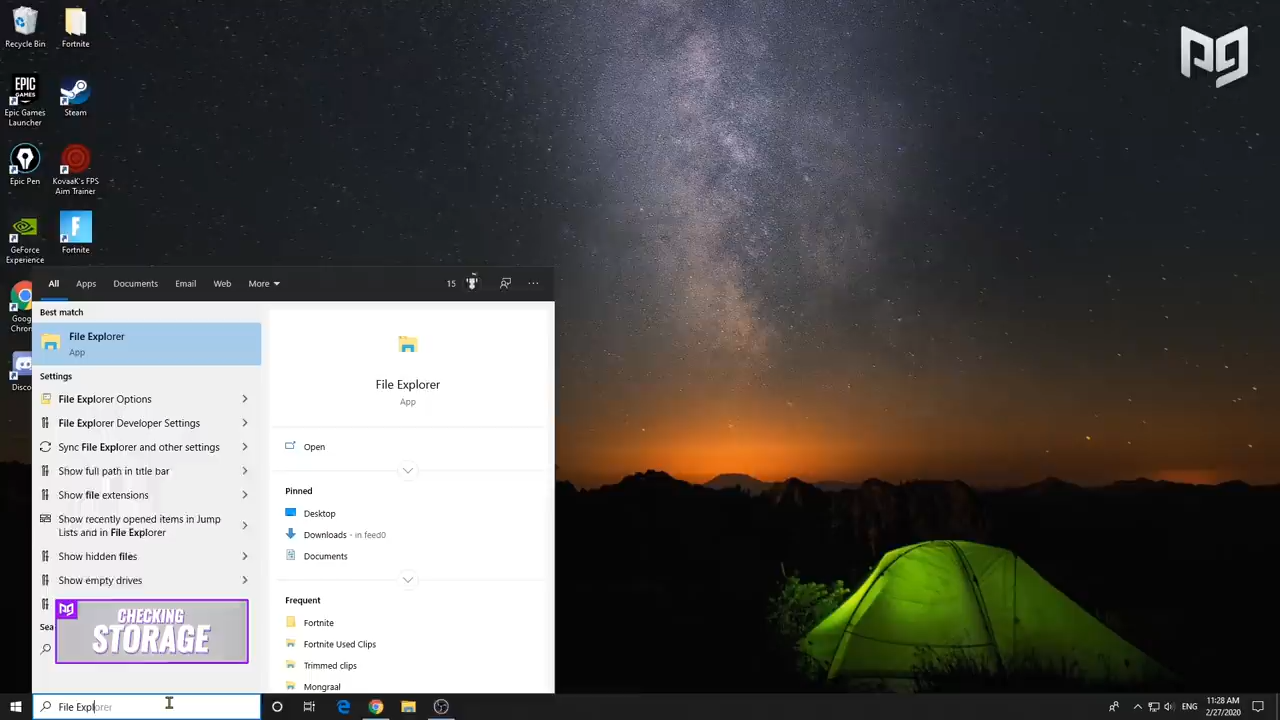 Recycle Bin
Fortnite
EPIC
GAMES
Epic Games
Launcher
Steam
Epic Pen
KovaaK's FPS
Aim Trainer
GeForce
Experience
Fortnite
Disco
All
Apps
Documents
Email
Web
More
15
Best match
File Explorer
App
Settings
File Explorer Options
File Explorer Developer Settings
Sync File Explorer and other settings
Show full path in title bar
Show file extensions
Show recently opened items in Jump
Lists and in File Explorer
Show hidden files
Show empty drives
Sea
CHECKING
STORAGE
File Explorer
App
Open
Pinned
Desktop
Downloads - in feed0
Documents
Frequent
Fortnite
Fortnite Used Clips
Trimmed clips
Mongraal
File Explorer
ENG
11:28 AM
2/27/2020